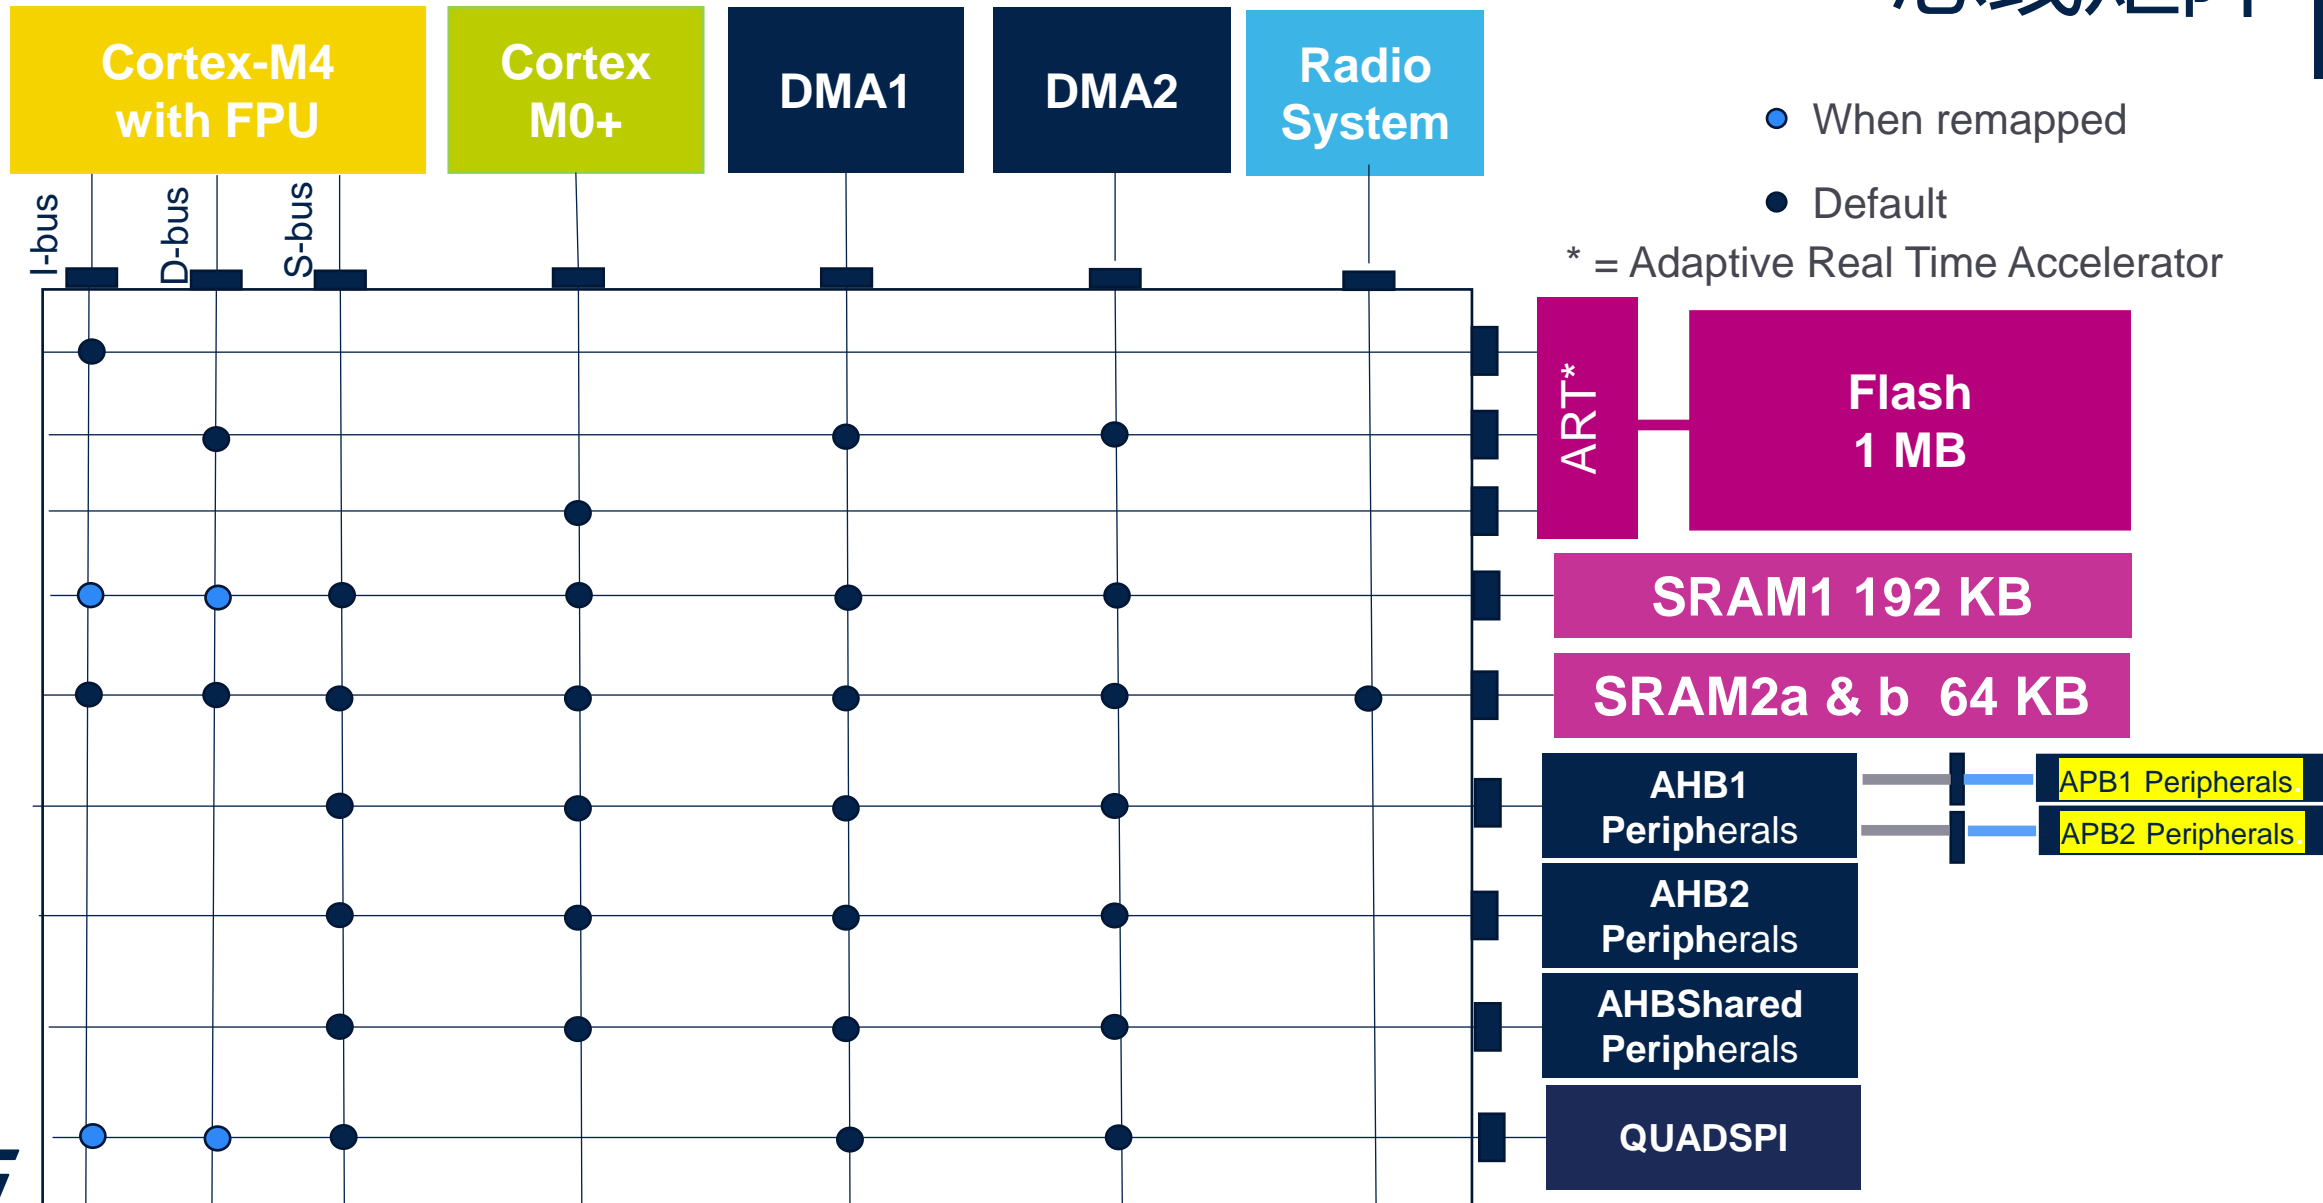 Cortex-M4
with FPU
Cortex
M0+
DMA1
DMA2
Radio
System
When remapped
Default
* = Adaptive Real Time Accelerator
I-bus
D-bus
S-bus
ART*
Flash
1 MB
SRAM1 192 KB
SRAM2a & b 64 KB
AHB1
Peripherals
APB1 Peripherals.
APB2 Peripherals.
AHB2
Peripherals
AHBShared
Peripherals
QUADSPI